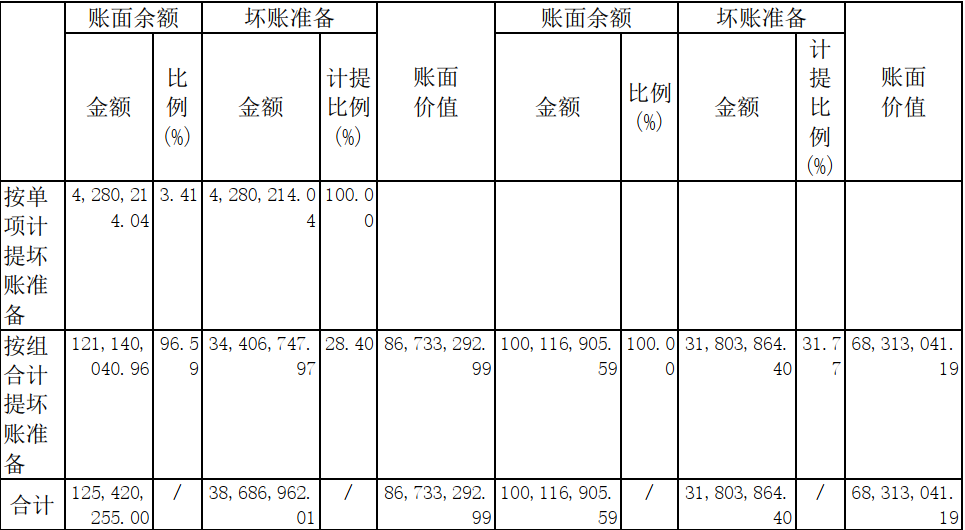 账面余额 坏账准备 账面价值 账面余额 坏账准备 账面价值
金额 比例(%) 金额 计提比例(%) 金额 比例(%) 金额 计提比例(%)
按单项计提坏账准备 4,280,214.04 3.41 4,280,214.04 100.00
按组合计提坏账准备 121,140,040.96 96.59 34,406,747.97 28.40 86,733,292.99 100,116,905.59 100.00 31,803,864.40 31.77 68,313,041.19
合计 125,420,255.00 / 38,686,962.01 / 86,733,292.99 100,116,905.59 / 31,803,864.40 / 68,313,041.19